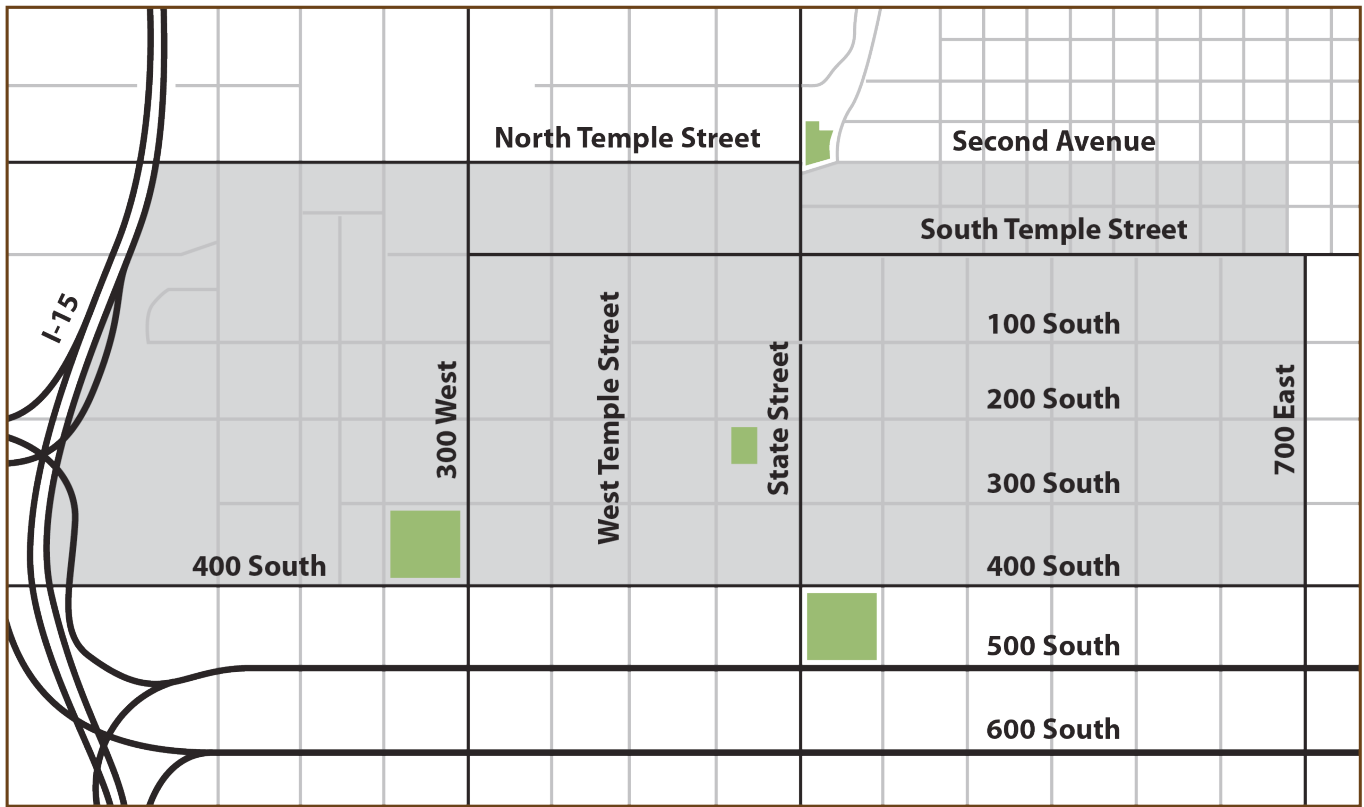 North Temple Street
Second Avenue
South Temple Street
I-15
100 South
300 West
West Temple Street
State Street
200 South
700 East
300 South
400 South
400 South
500 South
600 South